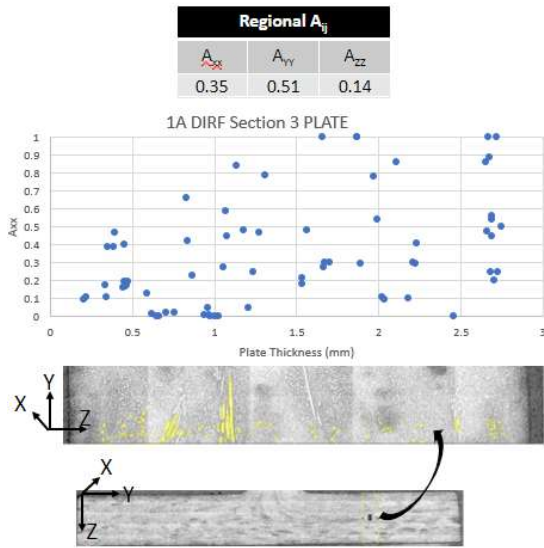 Regional Aij
Axx AYY AZZ
0.35 0.51 0.14
1A DIRF Section 3 PLATE
1
0.9
0.8
0.7
0.6
0.5
0.4
0.3
0.2
0.1
0
Axx
0 0.5 1 1.5 2 2.5 3
Plate Thickness (mm)
Y
X
Z
X
Y
Z